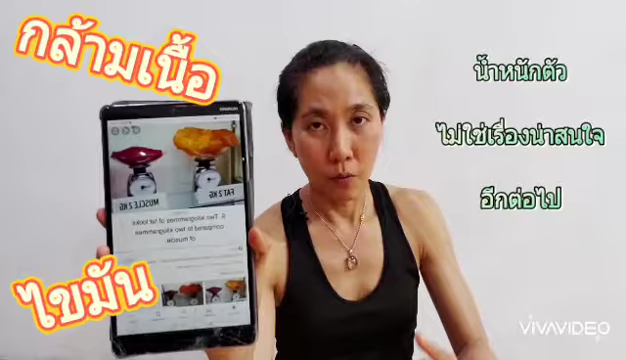 กล้ามเนื้อ
น้ำหนักตัว
ไม่ใช่เรื่องน่าสนใจ
อีกต่อไป
MUSCLE 2 KG
FAT 2 KG
6. Two kilogrammes of fat looks
compared to two kilogrammes
of muscle
ไขมัน
VIVAVIDEO